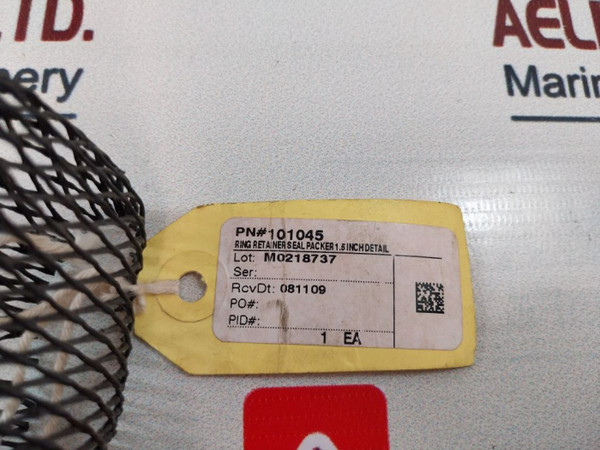 LTD.
AEL
Marin
PN#101045
RING RETAINER SEAL PACKER 1.5 INCH DETAIL
Lot: M0218737
Ser:
RcvDt: 081109
PO#:
PID#:
1 EA